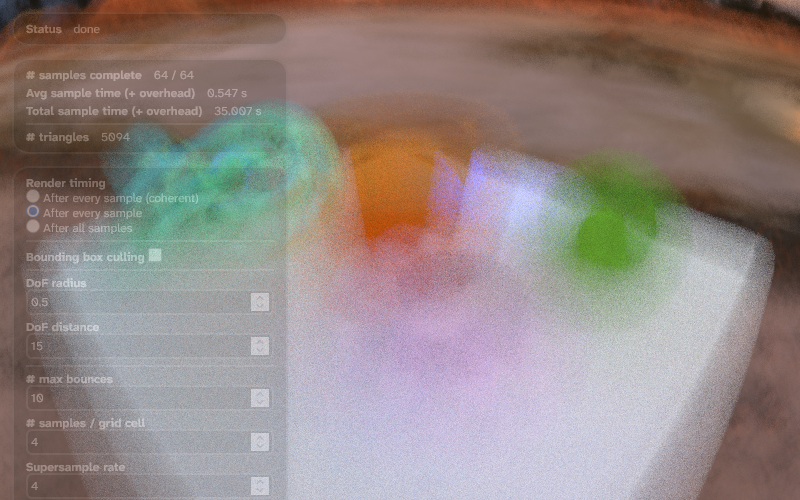 Status done
# samples complete 64 / 64
Avg sample time (+ overhead) 0.547 s
Total sample time (+ overhead) 35.007 s
# triangles 5094
Render timing
After every sample (coherent)
After every sample
After all samples
Bounding box culling
DoF radius
0.5
DoF distance
15
# max bounces
10
# samples / grid cell
4
Supersample rate
4